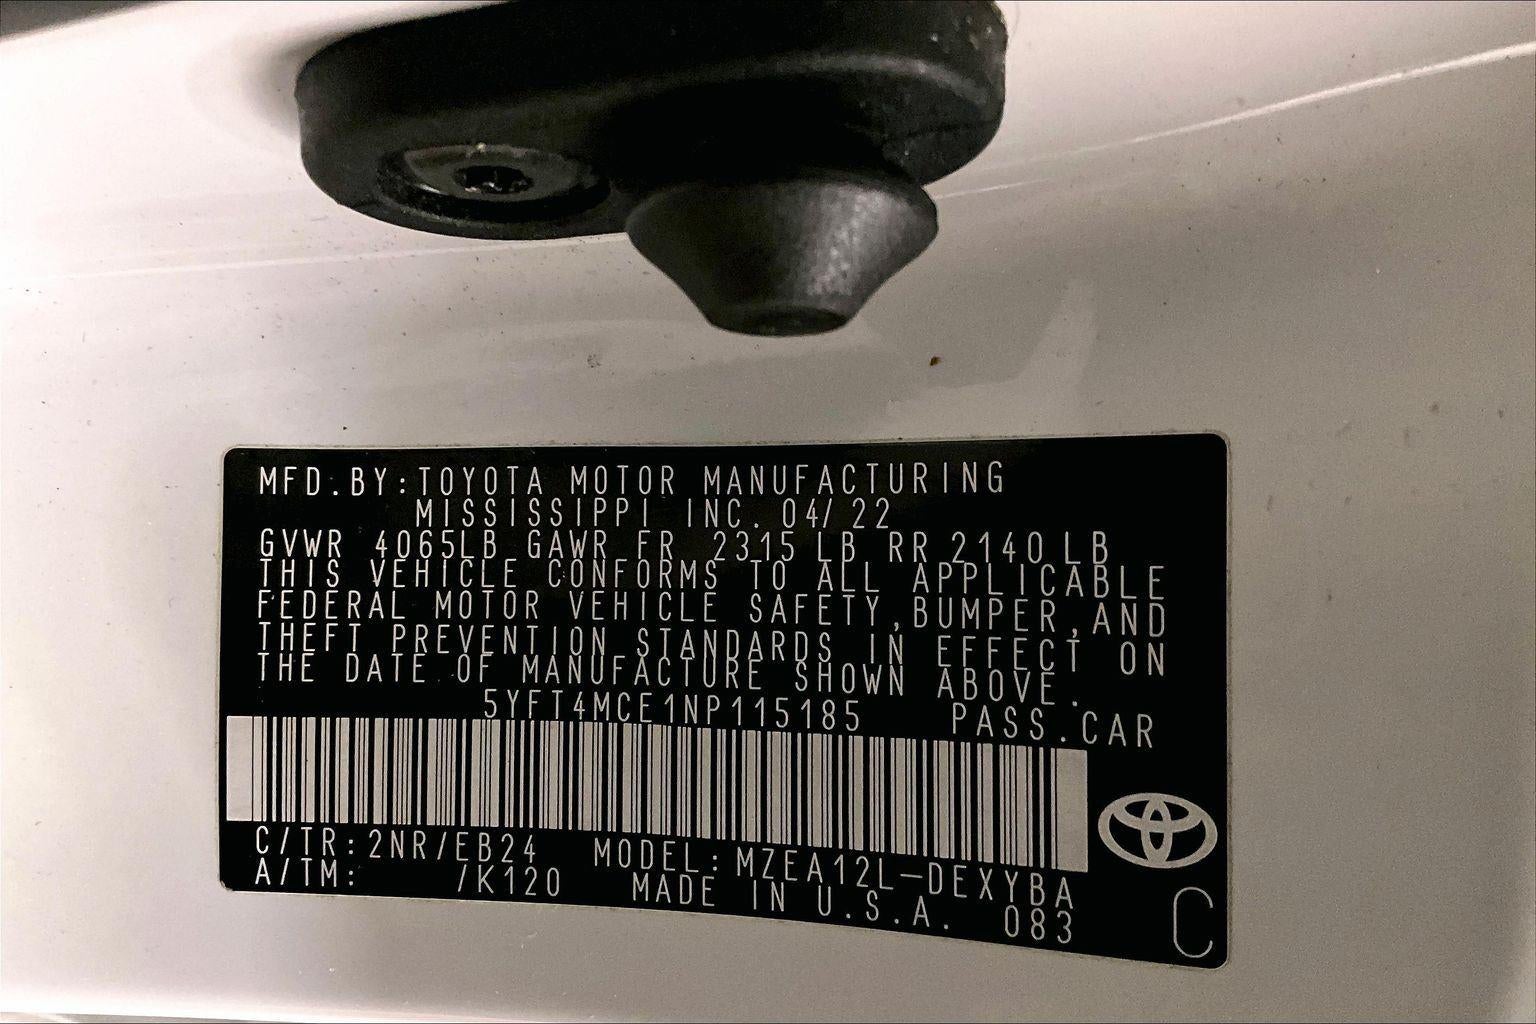 MFD.BY:TOYOTA MOTOR MANUFACTURING
MISSISSIPPI INC. 04/22
GVWR 4065LB GAWR FR 2315 LB RR 2140 LB
THIS VEHICLE CONFORMS TO ALL APPLICABLE
FEDERAL MOTOR VEHICLE SAFETY,BUMPER,AND
THEFT PREVENTION STANDARDS IN EFFECT ON
THE DATE OF MANUFACTURE SHOWN ABOVE.
5YFT4MCE1NP115185 PASS.CAR
C/TR:2NR/EB24 MODEL:MZEA12L-DEXYBA
A/TM: /K120 MADE IN U.S.A. 083
C